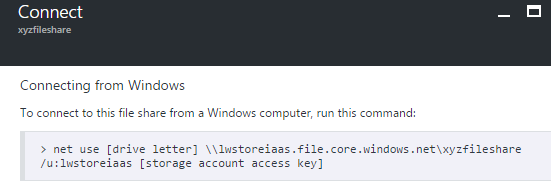 Connect
xyzfileshare
Connecting from Windows
To connect to this file share from a Windows computer, run this command:
> net use [drive letter] \\lwstoreiaas.file.core.windows.net\xyzfileshare
/u:lwstoreiaas [storage account access key]